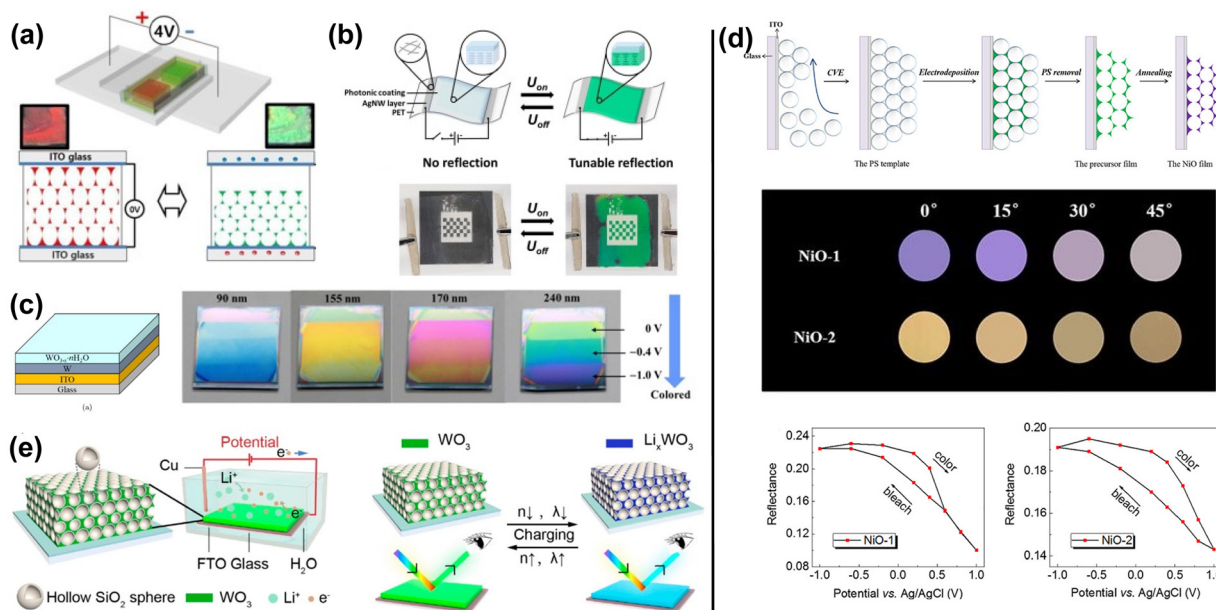 (a)
+ 4V −
ITO glass
0V
ITO glass
(b)
Photonic coating
AgNW layer
PET
U_on
U_off
No reflection
Tunable reflection
U_on
U_off
(c)
WO₃₋ₓ·nH₂O
W
ITO
Glass
(a)
90 nm
155 nm
170 nm
240 nm
0 V
−0.4 V
−1.0 V
Colored
(d)
ITO
Glass
CVE
Electrodeposition
PS removal
Annealing
The PS template
The precursor film
The NiO film
0° 15° 30° 45°
NiO-1
NiO-2
Reflectance
0.24
0.20
0.16
0.12
0.08
color
bleach
NiO-1
-1.0 -0.5 0.0 0.5 1.0
Potential vs. Ag/AgCl (V)
Reflectance
0.20
0.18
0.16
0.14
color
bleach
NiO-2
-1.0 -0.5 0.0 0.5 1.0
Potential vs. Ag/AgCl (V)
(e)
Potential
e⁻
Cu
Li⁺
e⁻
FTO Glass
H₂O
Hollow SiO₂ sphere
WO₃
Li⁺
e⁻
WO₃
LiₓWO₃
n↓ , λ↓
Charging
n↑ , λ↑